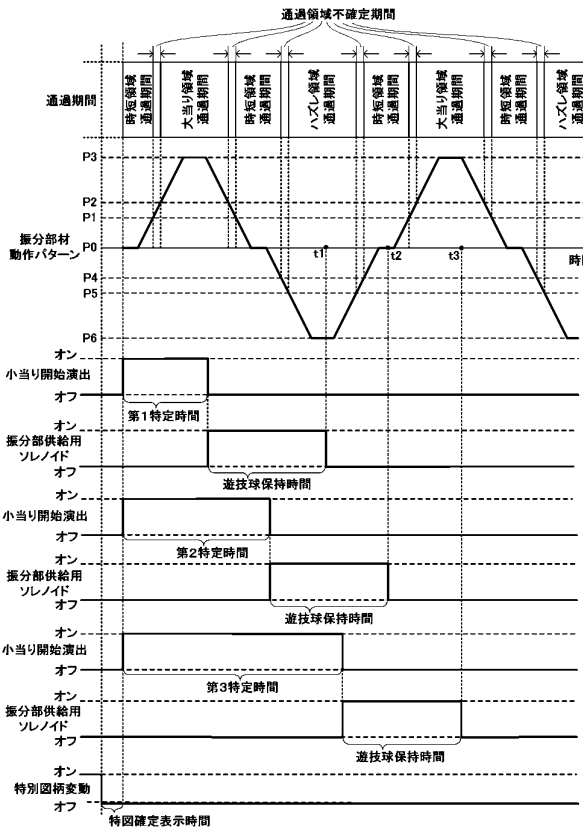 通過領域不確定期間
通過期間
時短領域通過期間
大当り領域通過期間
時短領域通過期間
ハズレ領域通過期間
時短領域通過期間
大当り領域通過期間
時短領域通過期間
ハズレ領域通過期間
P3
P2
P1
振分部材
動作パターン
P0
t1
t2
t3
時間
P4
P5
P6
オン
小当り開始演出
オフ
第1特定時間
オン
振分部供給用
ソレノイド
オフ
遊技球保持時間
オン
小当り開始演出
オフ
第2特定時間
オン
振分部供給用
ソレノイド
オフ
遊技球保持時間
オン
小当り開始演出
オフ
第3特定時間
オン
振分部供給用
ソレノイド
オフ
遊技球保持時間
オン
特別図柄変動
オフ
特図確定表示時間